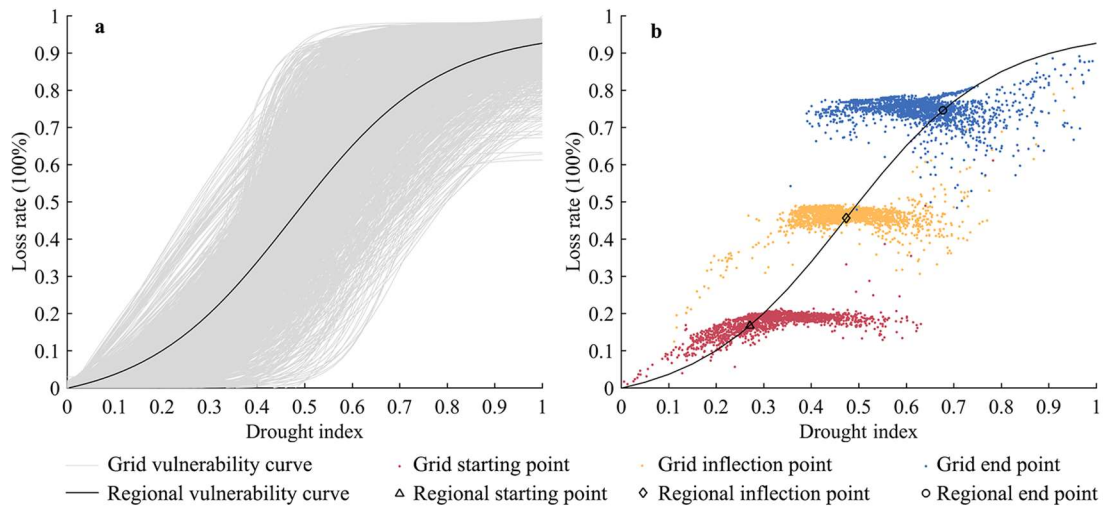 a
Loss rate (100%)
1
0.9
0.8
0.7
0.6
0.5
0.4
0.3
0.2
0.1
0
0 0.1 0.2 0.3 0.4 0.5 0.6 0.7 0.8 0.9 1
Drought index
b
Loss rate (100%)
1
0.9
0.8
0.7
0.6
0.5
0.4
0.3
0.2
0.1
0
0 0.1 0.2 0.3 0.4 0.5 0.6 0.7 0.8 0.9 1
Drought index
Grid vulnerability curve Grid starting point Grid inflection point Grid end point
Regional vulnerability curve Regional starting point Regional inflection point Regional end point